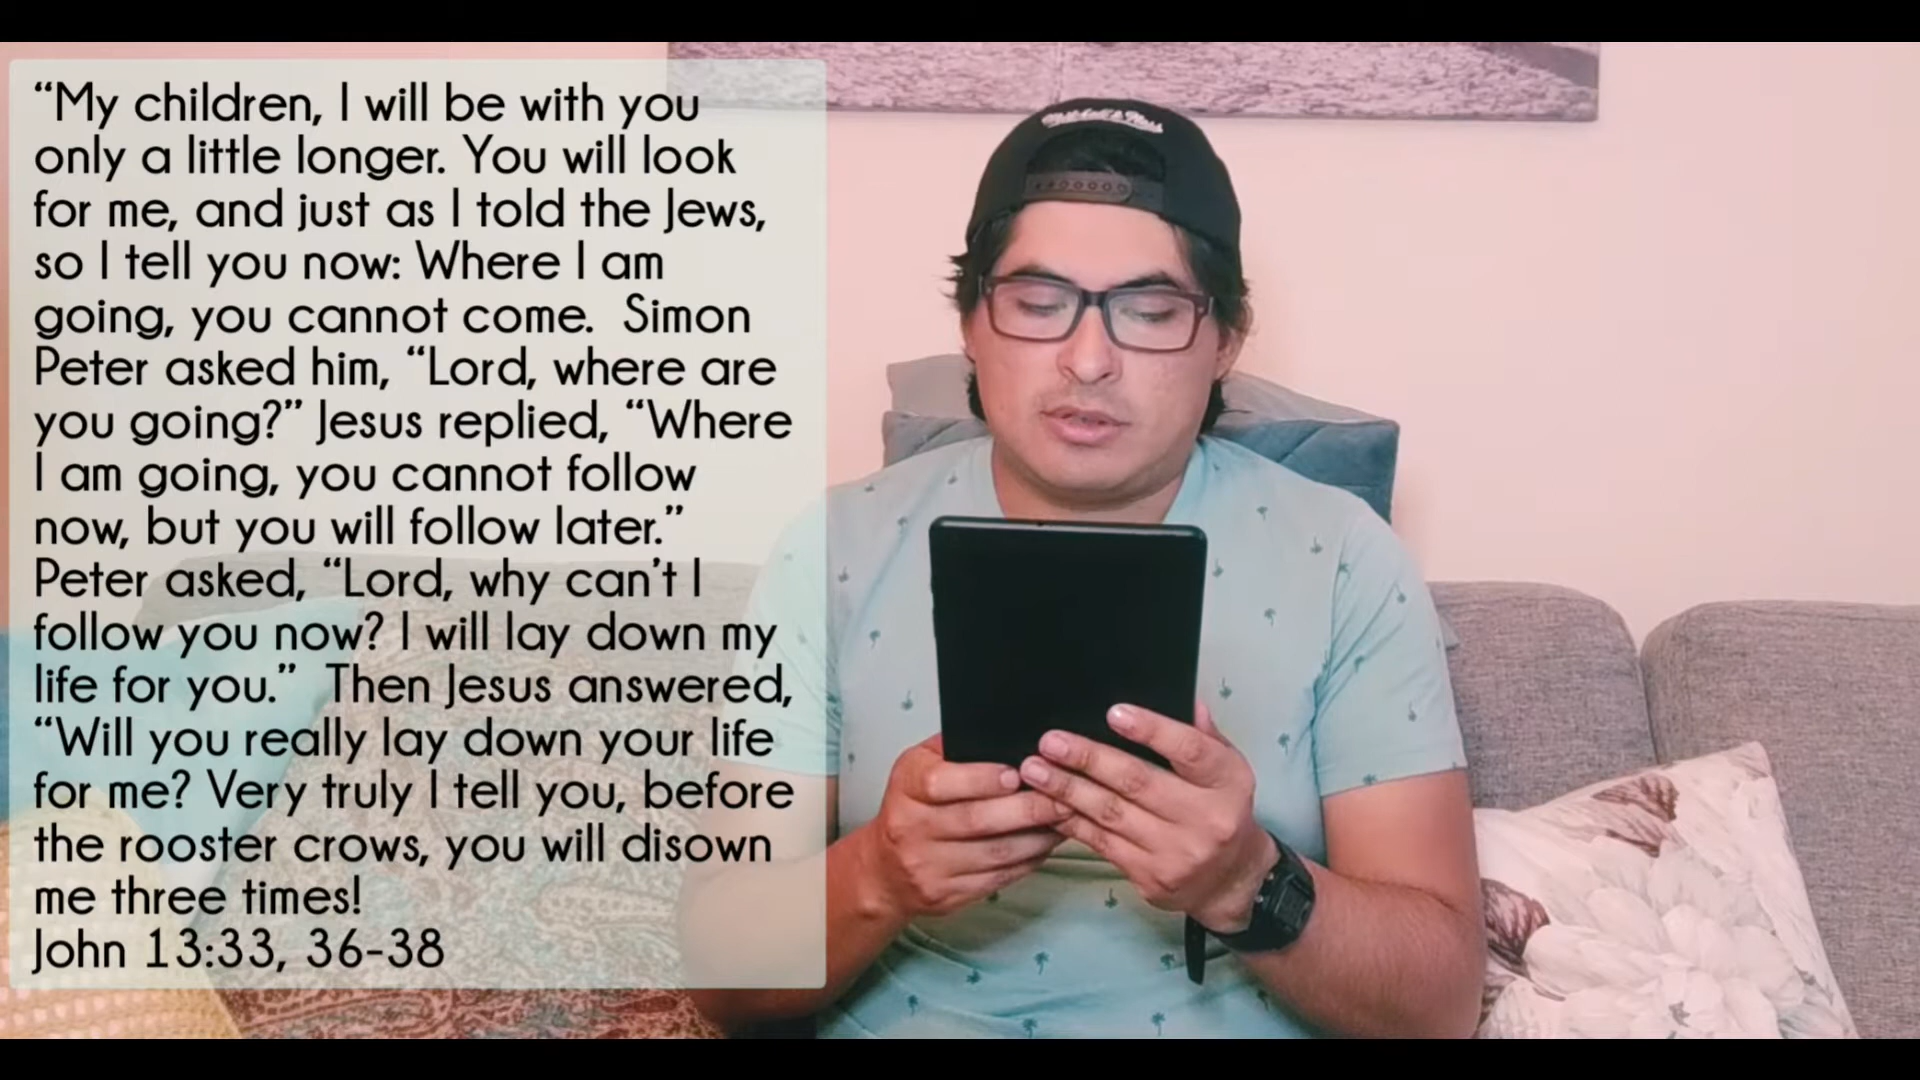 “My children, I will be with you
only a little longer. You will look
for me, and just as I told the Jews,
so I tell you now: Where I am
going, you cannot come.  Simon
Peter asked him, “Lord, where are
you going?” Jesus replied, “Where
I am going, you cannot follow
now, but you will follow later.”
Peter asked, “Lord, why can’t I
follow you now? I will lay down my
life for you.”  Then Jesus answered,
“Will you really lay down your life
for me? Very truly I tell you, before
the rooster crows, you will disown
me three times!
John 13:33, 36-38
Mitchell & Ness